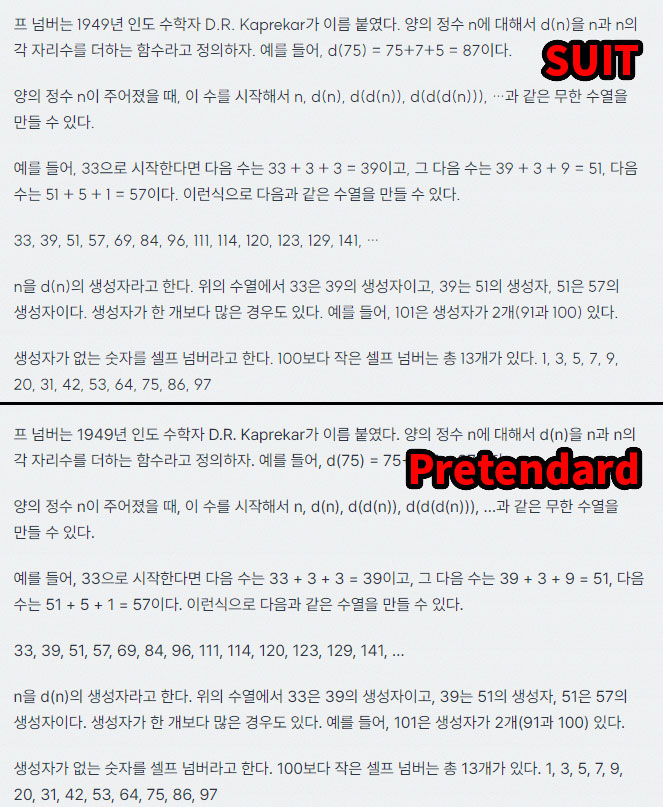 프 넘버는 1949년 인도 수학자 D.R. Kaprekar가 이름 붙였다. 양의 정수 n에 대해서 d(n)을 n과 n의
각 자리수를 더하는 함수라고 정의하자. 예를 들어, d(75) = 75+7+5 = 87이다.
SUIT
양의 정수 n이 주어졌을 때, 이 수를 시작해서 n, d(n), d(d(n)), d(d(d(n))), ⋯과 같은 무한 수열을
만들 수 있다.
예를 들어, 33으로 시작한다면 다음 수는 33 + 3 + 3 = 39이고, 그 다음 수는 39 + 3 + 9 = 51, 다음
수는 51 + 5 + 1 = 57이다. 이런식으로 다음과 같은 수열을 만들 수 있다.
33, 39, 51, 57, 69, 84, 96, 111, 114, 120, 123, 129, 141, ⋯
n을 d(n)의 생성자라고 한다. 위의 수열에서 33은 39의 생성자이고, 39는 51의 생성자, 51은 57의
생성자이다. 생성자가 한 개보다 많은 경우도 있다. 예를 들어, 101은 생성자가 2개(91과 100) 있다.
생성자가 없는 숫자를 셀프 넘버라고 한다. 100보다 작은 셀프 넘버는 총 13개가 있다. 1, 3, 5, 7, 9,
20, 31, 42, 53, 64, 75, 86, 97
프 넘버는 1949년 인도 수학자 D.R. Kaprekar가 이름 붙였다. 양의 정수 n에 대해서 d(n)을 n과 n의
각 자리수를 더하는 함수라고 정의하자. 예를 들어, d(75) = 75
Pretendard
양의 정수 n이 주어졌을 때, 이 수를 시작해서 n, d(n), d(d(n)), d(d(d(n))), ...과 같은 무한 수열을
만들 수 있다.
예를 들어, 33으로 시작한다면 다음 수는 33 + 3 + 3 = 39이고, 그 다음 수는 39 + 3 + 9 = 51, 다음
수는 51 + 5 + 1 = 57이다. 이런식으로 다음과 같은 수열을 만들 수 있다.
33, 39, 51, 57, 69, 84, 96, 111, 114, 120, 123, 129, 141, ...
n을 d(n)의 생성자라고 한다. 위의 수열에서 33은 39의 생성자이고, 39는 51의 생성자, 51은 57의
생성자이다. 생성자가 한 개보다 많은 경우도 있다. 예를 들어, 101은 생성자가 2개(91과 100) 있다.
생성자가 없는 숫자를 셀프 넘버라고 한다. 100보다 작은 셀프 넘버는 총 13개가 있다. 1, 3, 5, 7, 9,
20, 31, 42, 53, 64, 75, 86, 97